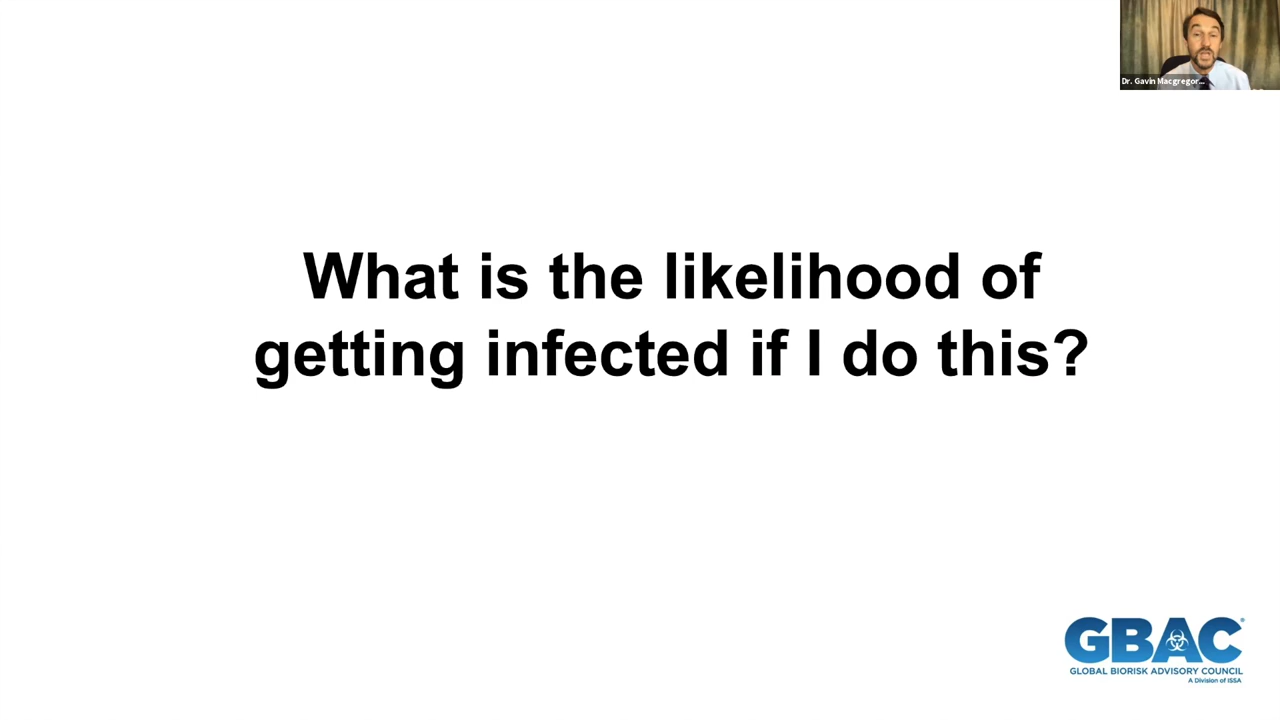 Dr. Gavin Macgregor...
What is the likelihood of
getting infected if I do this?
GBAC
GLOBAL BIORISK ADVISORY COUNCIL
A Division of ISSA